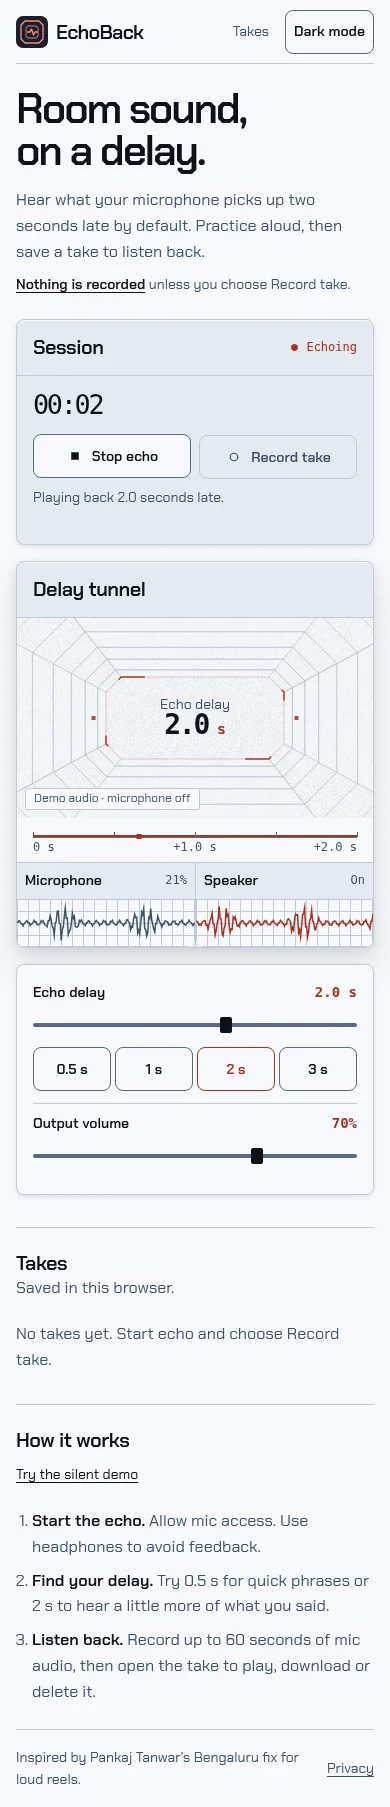 EchoBack
Takes
Dark mode
Room sound,
on a delay.
Hear what your microphone picks up two
seconds late by default. Practice aloud, then
save a take to listen back.
Nothing is recorded unless you choose Record take.
Session
Echoing
00:02
Stop echo
Record take
Playing back 2.0 seconds late.
Delay tunnel
Echo delay
2.0 s
Demo audio · microphone off
0 s
+1.0 s
+2.0 s
Microphone
21%
Speaker
On
Echo delay
2.0 s
0.5 s
1 s
2 s
3 s
Output volume
70%
Takes
Saved in this browser.
No takes yet. Start echo and choose Record
take.
How it works
Try the silent demo
1. Start the echo. Allow mic access. Use
headphones to avoid feedback.
2. Find your delay. Try 0.5 s for quick phrases or
2 s to hear a little more of what you said.
3. Listen back. Record up to 60 seconds of mic
audio, then open the take to play, download or
delete it.
Inspired by Pankaj Tanwar's Bengaluru fix for
loud reels.
Privacy